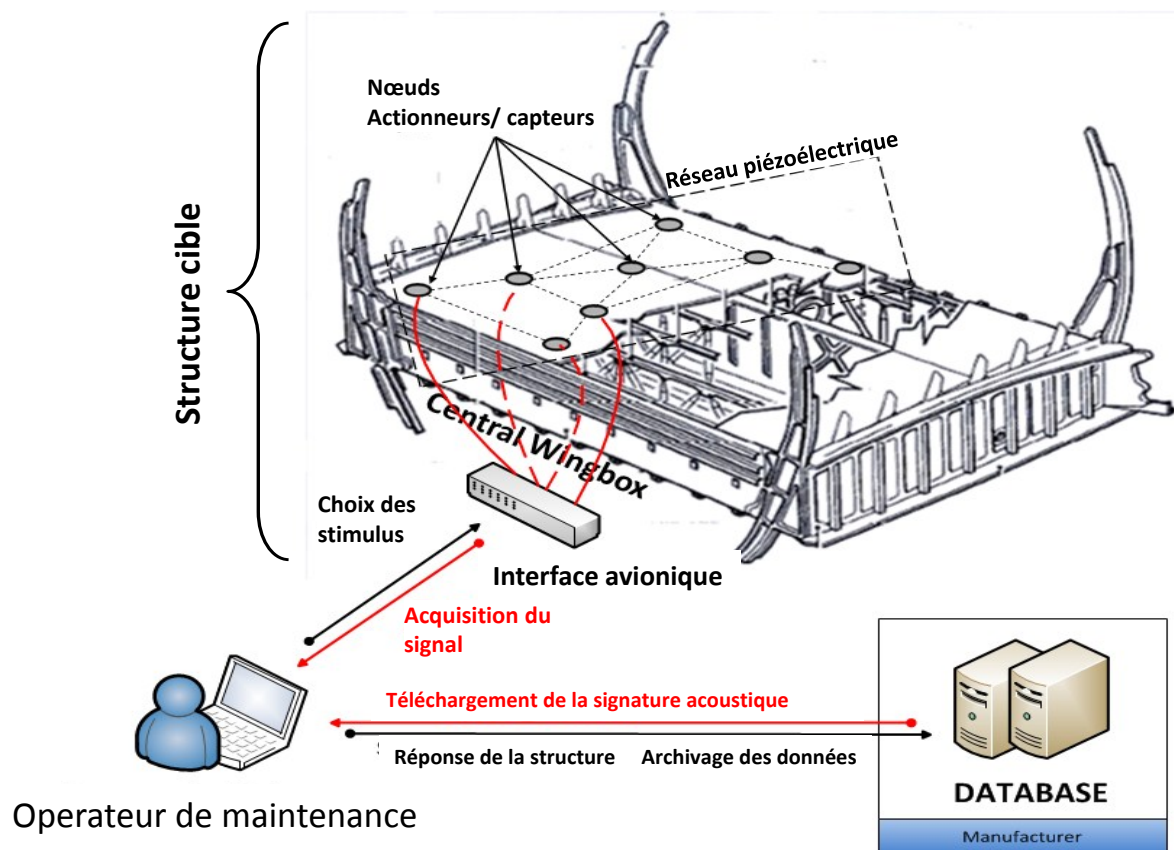 Nœuds
Actionneurs/ capteurs
Réseau piézoélectrique
Structure cible
Central Wingbox
Choix des
stimulus
Interface avionique
Acquisition du
signal
Téléchargement de la signature acoustique
Réponse de la structure Archivage des données
DATABASE
Manufacturer
Operateur de maintenance